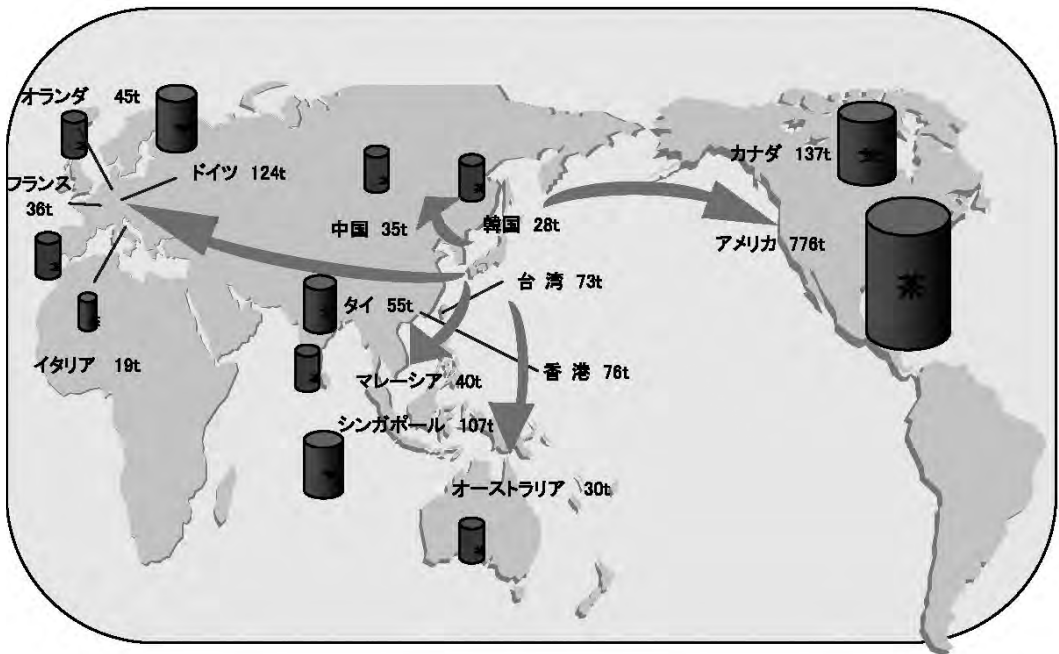 オランダ 45t
ドイツ 124t
フランス
36t
イタリア 19t
中国 35t
韓国 28t
カナダ 137t
アメリカ 776t
茶
台湾 73t
タイ 55t
香港 76t
マレーシア 40t
シンガポール 107t
オーストラリア 30t